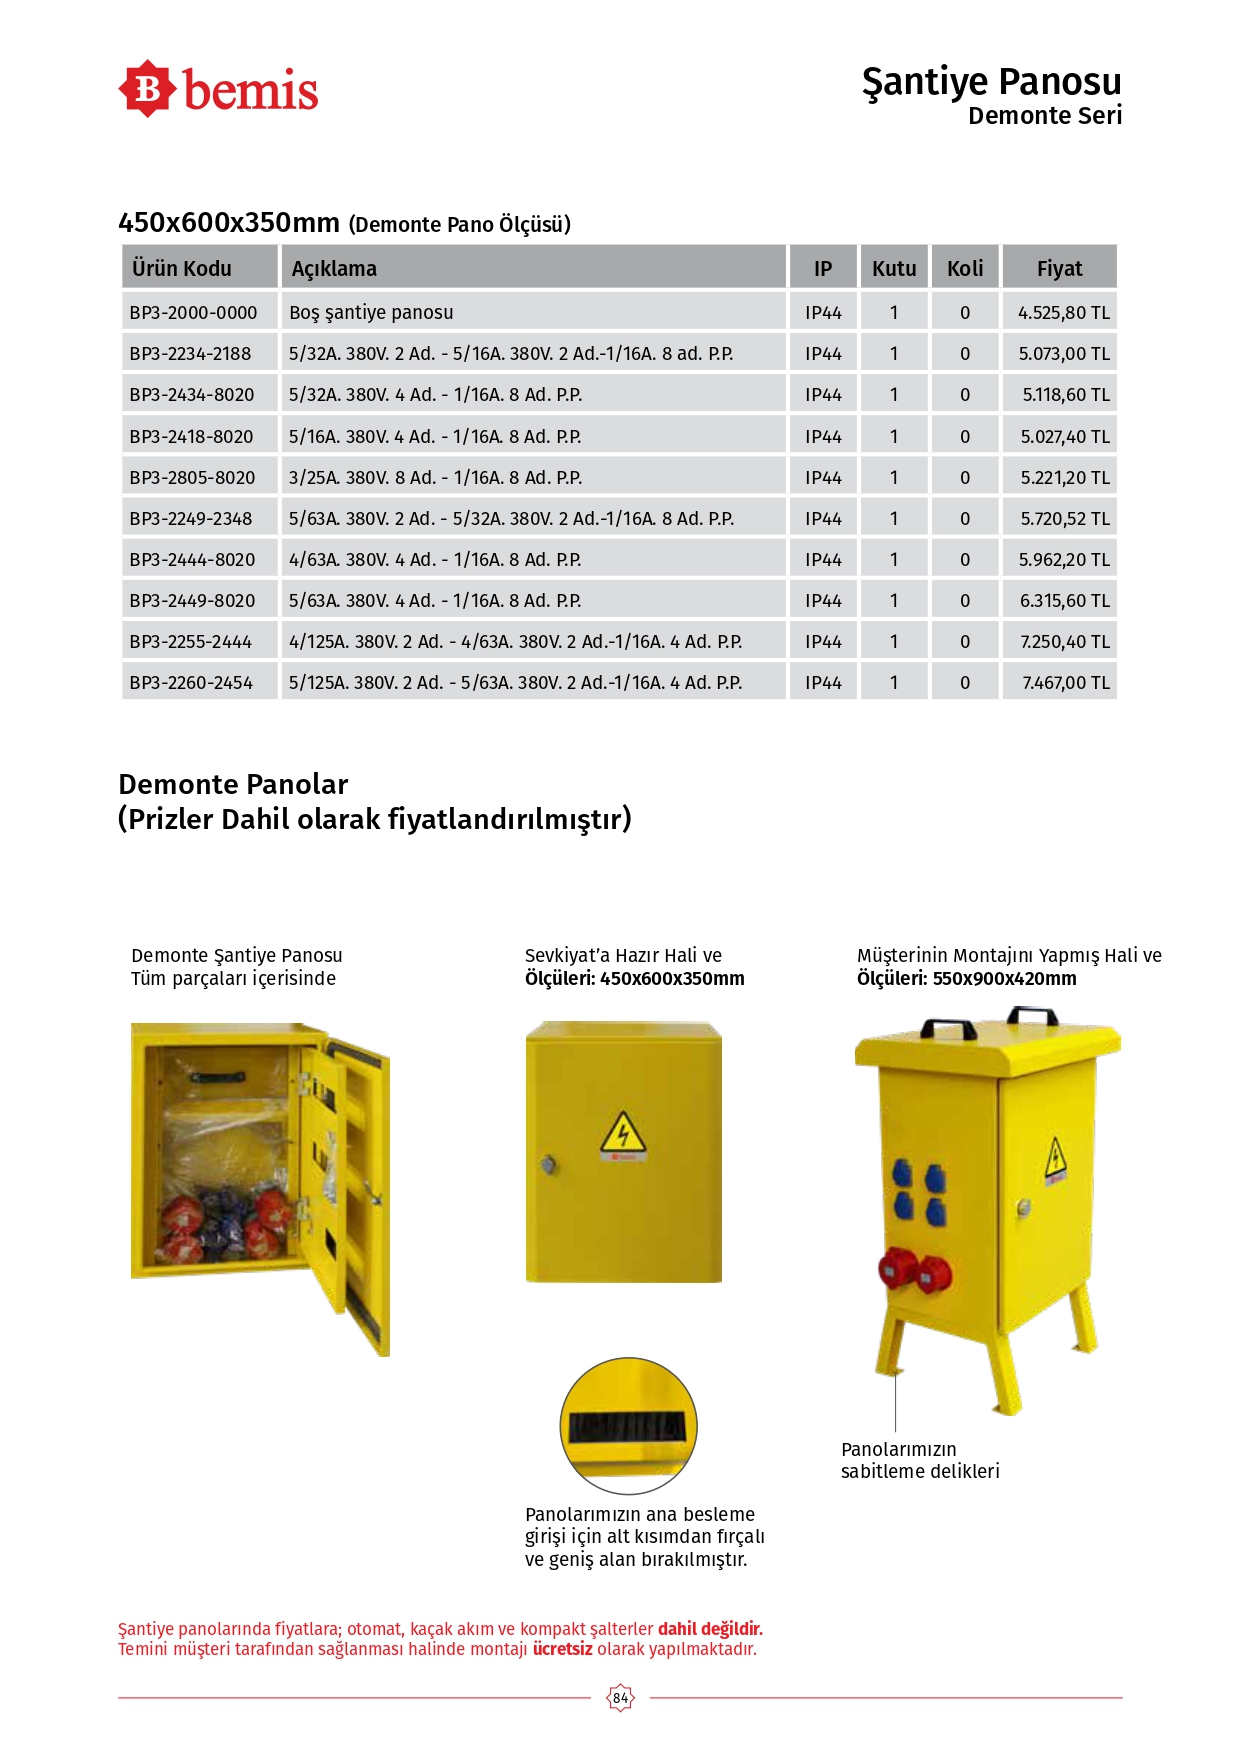 B bemis
Şantiye Panosu
Demonte Seri
450x600x350mm (Demonte Pano Ölçüsü)
Ürün Kodu Açıklama IP Kutu Koli Fiyat
BP3-2000-0000 Boş şantiye panosu IP44 1 0 4.525,80 TL
BP3-2234-2188 5/32A. 380V. 2 Ad. - 5/16A. 380V. 2 Ad.-1/16A. 8 ad. P.P. IP44 1 0 5.073,00 TL
BP3-2434-8020 5/32A. 380V. 4 Ad. - 1/16A. 8 Ad. P.P. IP44 1 0 5.118,60 TL
BP3-2418-8020 5/16A. 380V. 4 Ad. - 1/16A. 8 Ad. P.P. IP44 1 0 5.027,40 TL
BP3-2805-8020 3/25A. 380V. 8 Ad. - 1/16A. 8 Ad. P.P. IP44 1 0 5.221,20 TL
BP3-2249-2348 5/63A. 380V. 2 Ad. - 5/32A. 380V. 2 Ad.-1/16A. 8 Ad. P.P. IP44 1 0 5.720,52 TL
BP3-2444-8020 4/63A. 380V. 4 Ad. - 1/16A. 8 Ad. P.P. IP44 1 0 5.962,20 TL
BP3-2449-8020 5/63A. 380V. 4 Ad. - 1/16A. 8 Ad. P.P. IP44 1 0 6.315,60 TL
BP3-2255-2444 4/125A. 380V. 2 Ad. - 4/63A. 380V. 2 Ad.-1/16A. 4 Ad. P.P. IP44 1 0 7.250,40 TL
BP3-2260-2454 5/125A. 380V. 2 Ad. - 5/63A. 380V. 2 Ad.-1/16A. 4 Ad. P.P. IP44 1 0 7.467,00 TL
Demonte Panolar
(Prizler Dahil olarak fiyatlandırılmıştır)
Demonte Şantiye Panosu
Tüm parçaları içerisinde
Sevkiyat’a Hazır Hali ve
Ölçüleri: 450x600x350mm
Müşterinin Montajını Yapmış Hali ve
Ölçüleri: 550x900x420mm
Panolarımızın
sabitleme delikleri
Panolarımızın ana besleme
girişi için alt kısımdan fırçalı
ve geniş alan bırakılmıştır.
Şantiye panolarında fiyatlara; otomat, kaçak akım ve kompakt şalterler dahil değildir.
Temini müşteri tarafından sağlanması halinde montajı ücretsiz olarak yapılmaktadır.
84